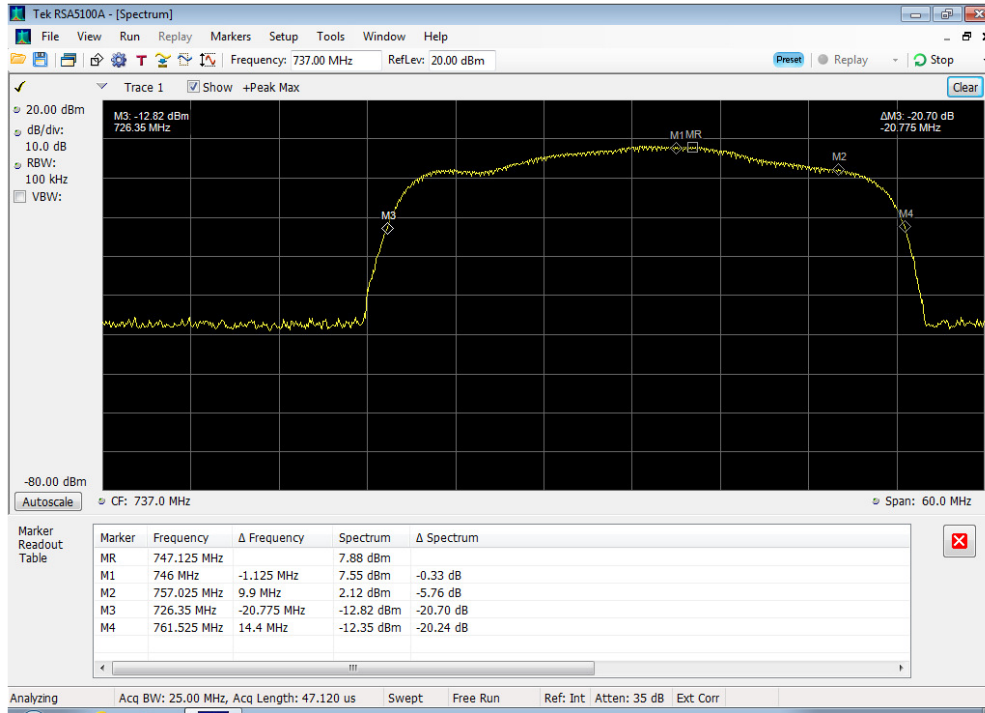 Tek RSA5100A - [Spectrum]
File View Run Replay Markers Setup Tools Window Help
T Frequency: 737.00 MHz RefLev: 20.00 dBm Preset Replay Stop
Trace 1 Show +Peak Max Clear
20.00 dBm
dB/div:
10.0 dB
RBW:
100 kHz
VBW:
M3: -12.82 dBm
726.35 MHz
ΔM3: -20.70 dB
-20.775 MHz
M1 MR
M2
M3
M4
-80.00 dBm
Autoscale CF: 737.0 MHz Span: 60.0 MHz
Marker
Readout
Table
Marker Frequency Δ Frequency Spectrum Δ Spectrum
MR 747.125 MHz 7.88 dBm
M1 746 MHz -1.125 MHz 7.55 dBm -0.33 dB
M2 757.025 MHz 9.9 MHz 2.12 dBm -5.76 dB
M3 726.35 MHz -20.775 MHz -12.82 dBm -20.70 dB
M4 761.525 MHz 14.4 MHz -12.35 dBm -20.24 dB
Analyzing Acq BW: 25.00 MHz, Acq Length: 47.120 us Swept Free Run Ref: Int Atten: 35 dB Ext Corr